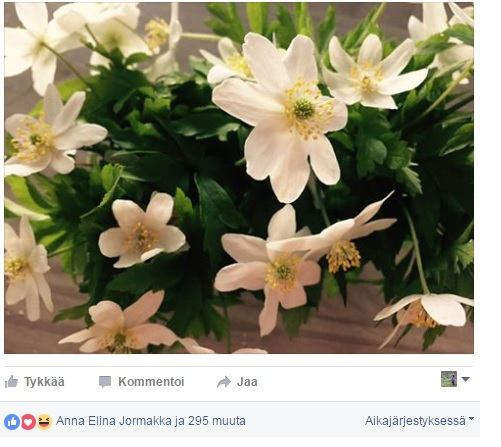 Tykkää Kommentoi Jaa
Anna Elina Jormakka ja 295 muuta Aikajärjestyksessä